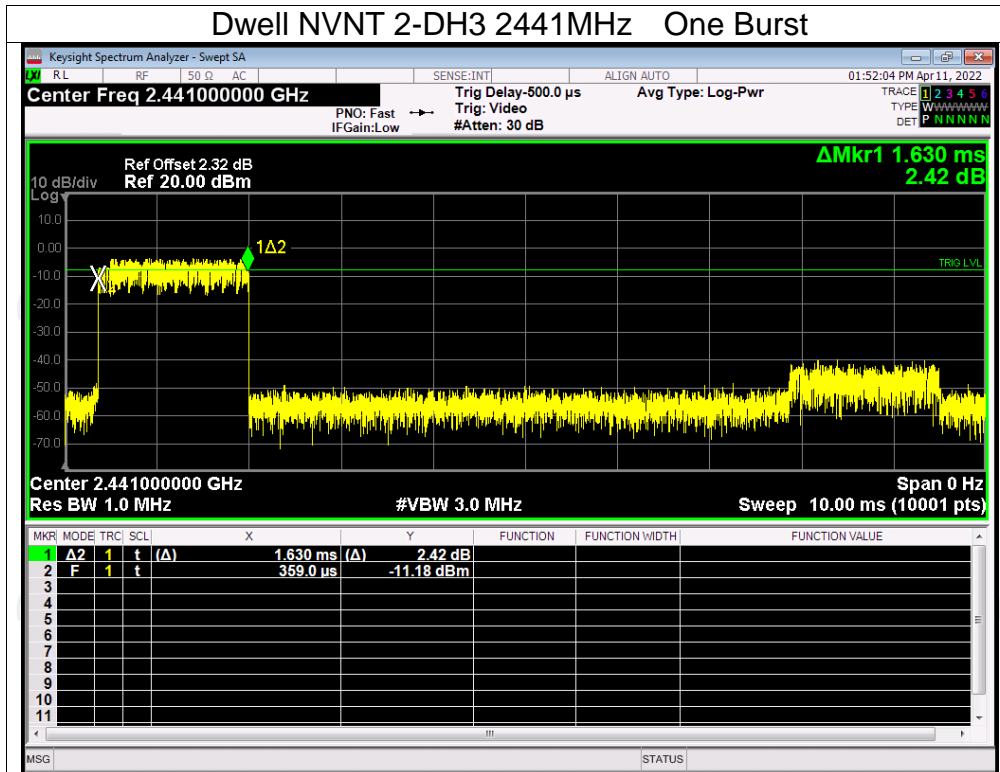 Dwell NVNT 2-DH3 2441MHz One Burst
Keysight Spectrum Analyzer - Swept SA
LXI RL RF 50 Ω AC SENSE:INT ALIGN AUTO 01:52:04 PM Apr 11, 2022
Center Freq 2.441000000 GHz Trig Delay-500.0 µs Avg Type: Log-Pwr TRACE 1 2 3 4 5 6
PNO: Fast Trig: Video TYPE WWWWWW
IFGain:Low #Atten: 30 dB DET P N N N N N
ΔMkr1 1.630 ms
2.42 dB
Ref Offset 2.32 dB
10 dB/div Ref 20.00 dBm
Log
10.0
0.00
1Δ2
TRIG LVL
-10.0
-20.0
-30.0
-40.0
-50.0
-60.0
-70.0
Center 2.441000000 GHz Span 0 Hz
Res BW 1.0 MHz #VBW 3.0 MHz Sweep 10.00 ms (10001 pts)
MKR MODE TRC SCL X Y FUNCTION FUNCTION WIDTH FUNCTION VALUE
1 Δ2 1 t (Δ) 1.630 ms (Δ) 2.42 dB
2 F 1 t 359.0 µs -11.18 dBm
3
4
5
6
7
8
9
10
11
MSG STATUS